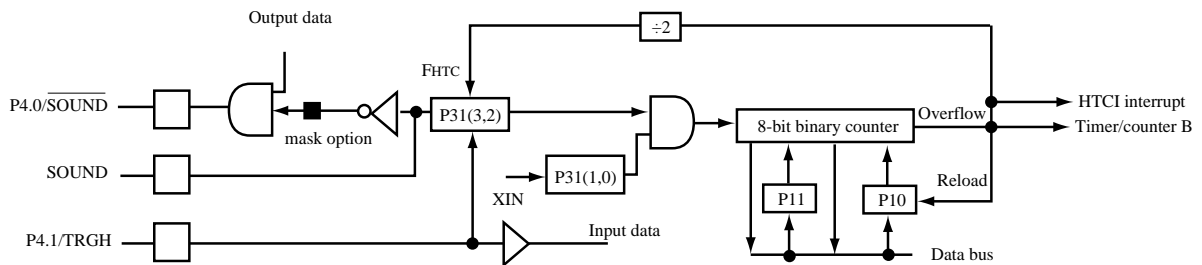 Output data
÷2
FHTC
P4.0/SOUND
mask option
P31(3,2)
8-bit binary counter
Overflow
HTCI interrupt
Timer/counter B
SOUND
XIN
P31(1,0)
P11
P10
Reload
P4.1/TRGH
Input data
Data bus